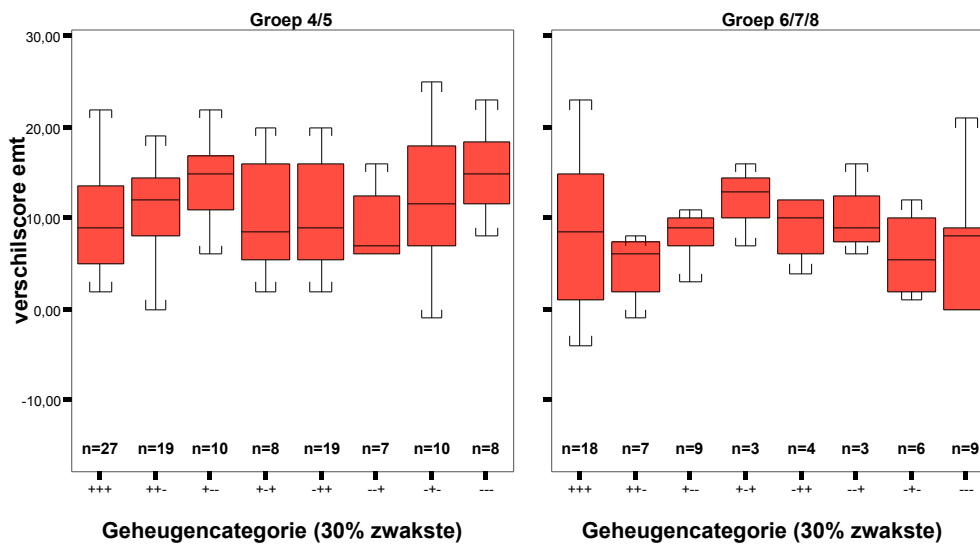 Groep 4/5
Groep 6/7/8
verschilscore emt
30,00
20,00
10,00
0,00
-10,00
n=27 n=19 n=10 n=8 n=19 n=7 n=10 n=8
n=18 n=7 n=9 n=3 n=4 n=3 n=6 n=9
+++ ++- +-- +-+ -++ --+ -+- ---
+++ ++- +-- +-+ -++ --+ -+- ---
Geheugencategorie (30% zwakste)
Geheugencategorie (30% zwakste)